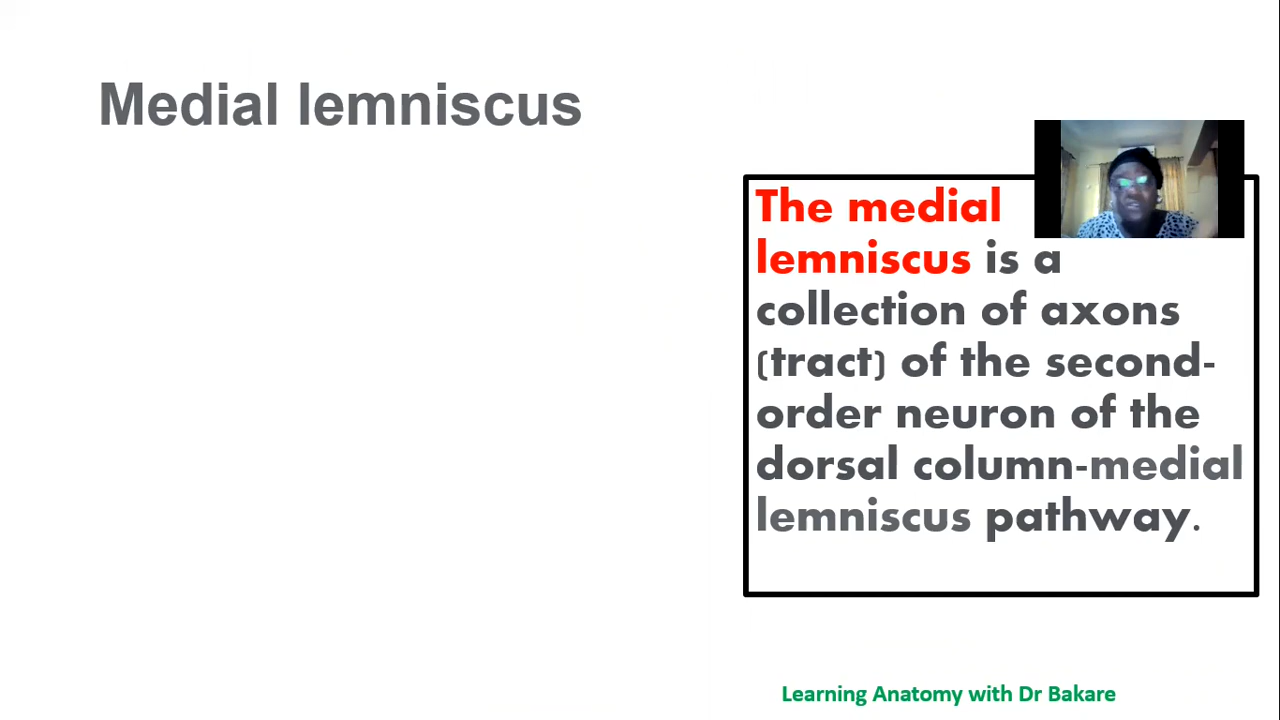 Medial lemniscus
The medial
lemniscus is a
collection of axons
(tract) of the second-
order neuron of the
dorsal column-medial
lemniscus pathway.
Learning Anatomy with Dr Bakare